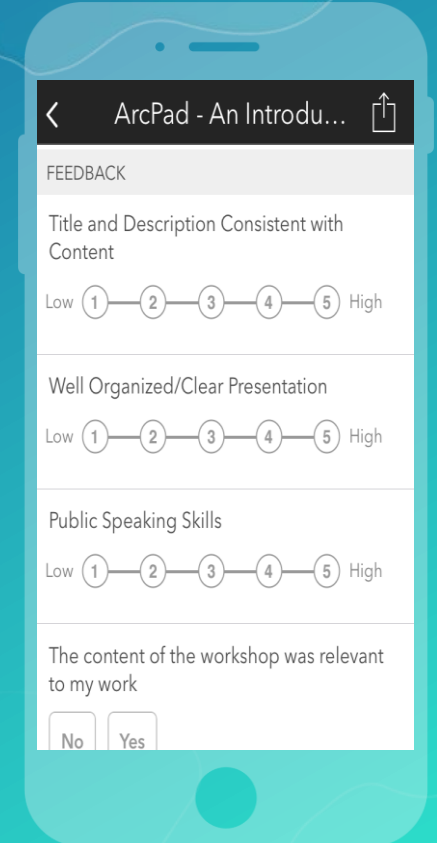 ArcPad - An Introdu...
FEEDBACK
Title and Description Consistent with
Content
Low 1 2 3 4 5 High
Well Organized/Clear Presentation
Low 1 2 3 4 5 High
Public Speaking Skills
Low 1 2 3 4 5 High
The content of the workshop was relevant
to my work
No Yes